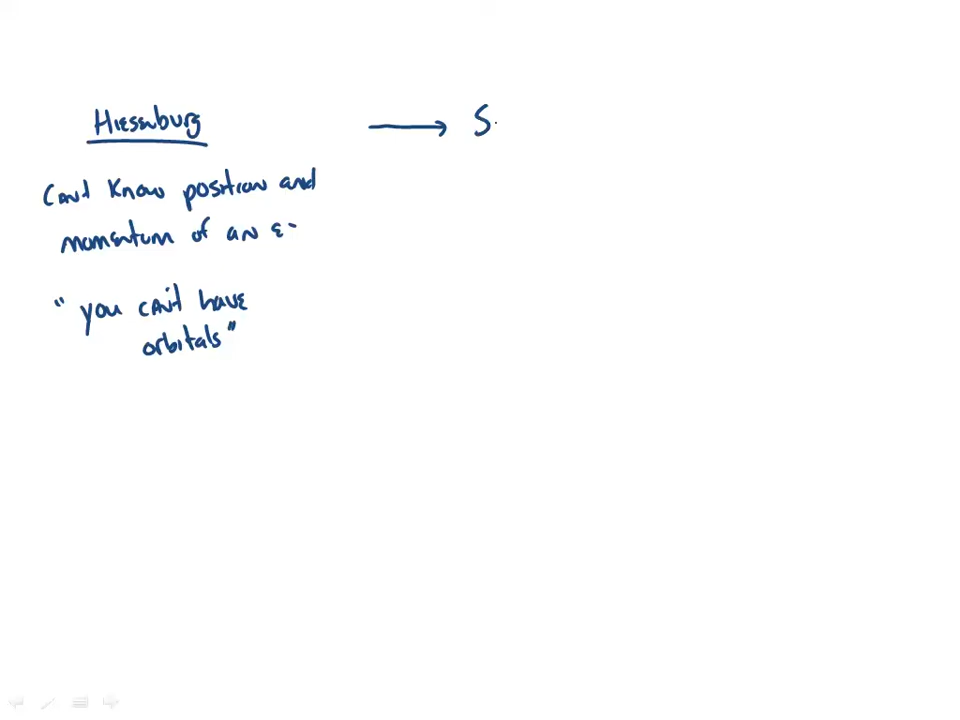 Hiesenburg → S
Can't know position and
momentum of an e-
"you can't have
orbitals"